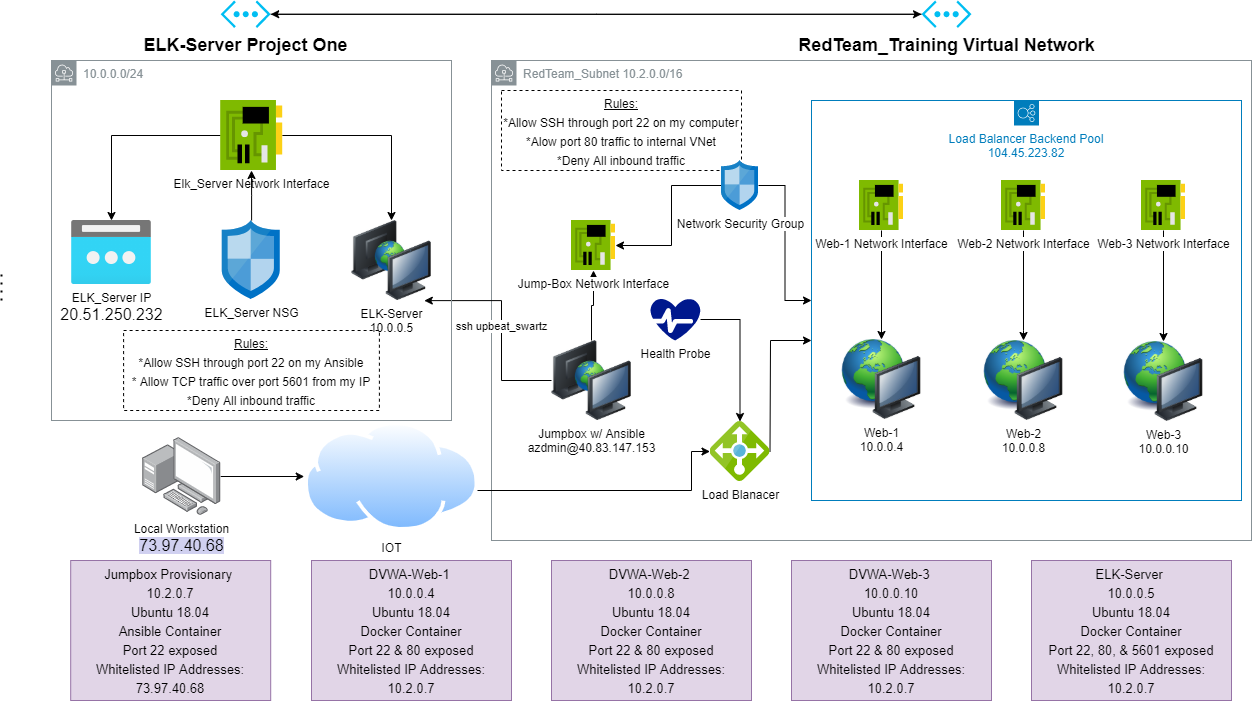 ELK-Server Project One
RedTeam_Training Virtual Network
10.0.0.0/24
Elk_Server Network Interface
ELK_Server IP
20.51.250.232
ELK_Server NSG
ELK-Server
10.0.0.5
Rules:
*Allow SSH through port 22 on my Ansible
* Allow TCP traffic over port 5601 from my IP
*Deny All inbound traffic
ssh upbeat_swartz
RedTeam_Subnet 10.2.0.0/16
Rules:
*Allow SSH through port 22 on my computer
*Alow port 80 traffic to internal VNet
*Deny All inbound traffic
Network Security Group
Jump-Box Network Interface
Health Probe
Jumpbox w/ Ansible
azdmin@40.83.147.153
Load Blanacer
Load Balancer Backend Pool
104.45.223.82
Web-1 Network Interface
Web-2 Network Interface
Web-3 Network Interface
Web-1
10.0.0.4
Web-2
10.0.0.8
Web-3
10.0.0.10
Local Workstation
73.97.40.68
IOT
Jumpbox Provisionary
10.2.0.7
Ubuntu 18.04
Ansible Container
Port 22 exposed
Whitelisted IP Addresses:
73.97.40.68
DVWA-Web-1
10.0.0.4
Ubuntu 18.04
Docker Container
Port 22 & 80 exposed
Whitelisted IP Addresses:
10.2.0.7
DVWA-Web-2
10.0.0.8
Ubuntu 18.04
Docker Container
Port 22 & 80 exposed
Whitelisted IP Addresses:
10.2.0.7
DVWA-Web-3
10.0.0.10
Ubuntu 18.04
Docker Container
Port 22 & 80 exposed
Whitelisted IP Addresses:
10.2.0.7
ELK-Server
10.0.0.5
Ubuntu 18.04
Docker Container
Port 22, 80, & 5601 exposed
Whitelisted IP Addresses:
10.2.0.7